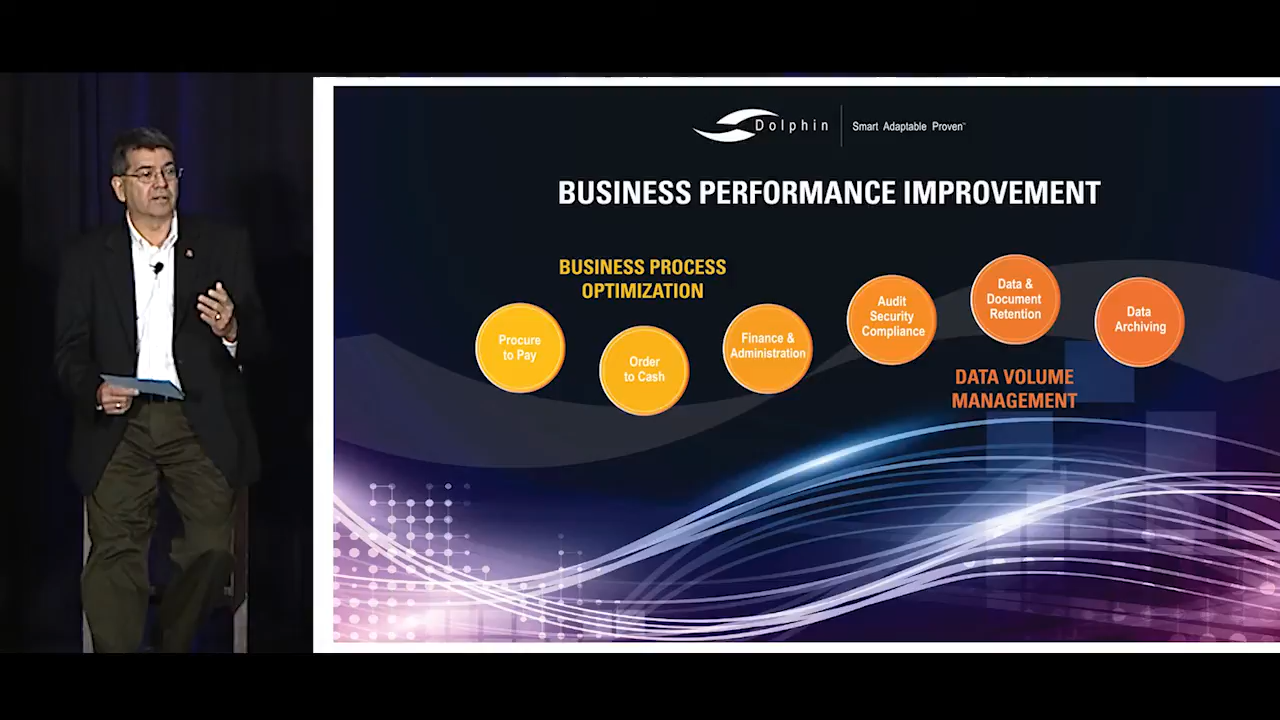 Dolphin
Smart Adaptable Proven™
BUSINESS PERFORMANCE IMPROVEMENT
BUSINESS PROCESS
OPTIMIZATION
Procure
to Pay
Order
to Cash
Finance &
Administration
Audit
Security
Compliance
Data &
Document
Retention
Data
Archiving
DATA VOLUME
MANAGEMENT